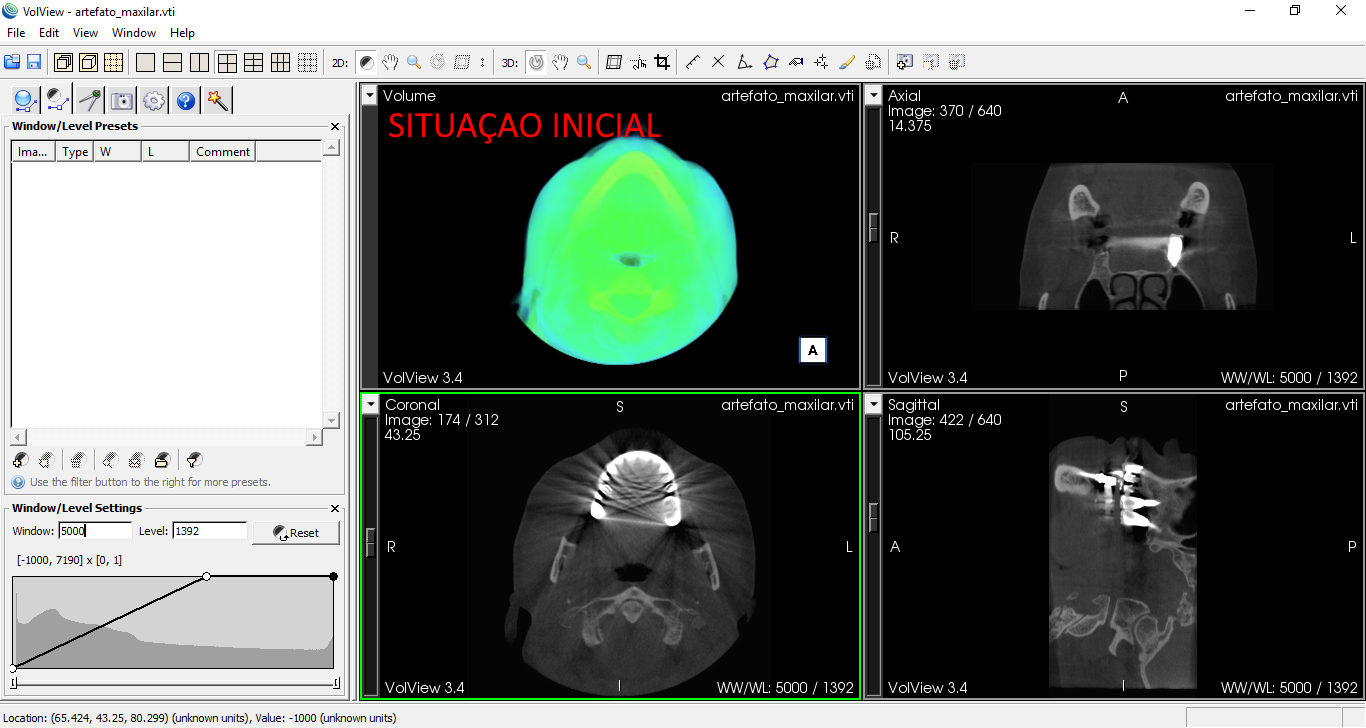 VolView - artefato_maxilar.vti
File Edit View Window Help
2D: 3D:
Window/Level Presets
Ima... Type W L Comment
Use the filter button to the right for more presets.
Window/Level Settings
Window: 5000 Level: 1392 Reset
[-1000, 7190] x [0, 1]
Volume artefato_maxilar.vti
SITUAÇAO INICIAL
A
VolView 3.4
Axial A artefato_maxilar.vti
Image: 370 / 640
14.375
R L
VolView 3.4 P WW/WL: 5000 / 1392
Coronal S artefato_maxilar.vti
Image: 174 / 312
43.25
R L
VolView 3.4 I WW/WL: 5000 / 1392
Sagittal S artefato_maxilar.vti
Image: 422 / 640
105.25
A P
VolView 3.4 I WW/WL: 5000 / 1392
Location: (65.424, 43.25, 80.299) (unknown units), Value: -1000 (unknown units)